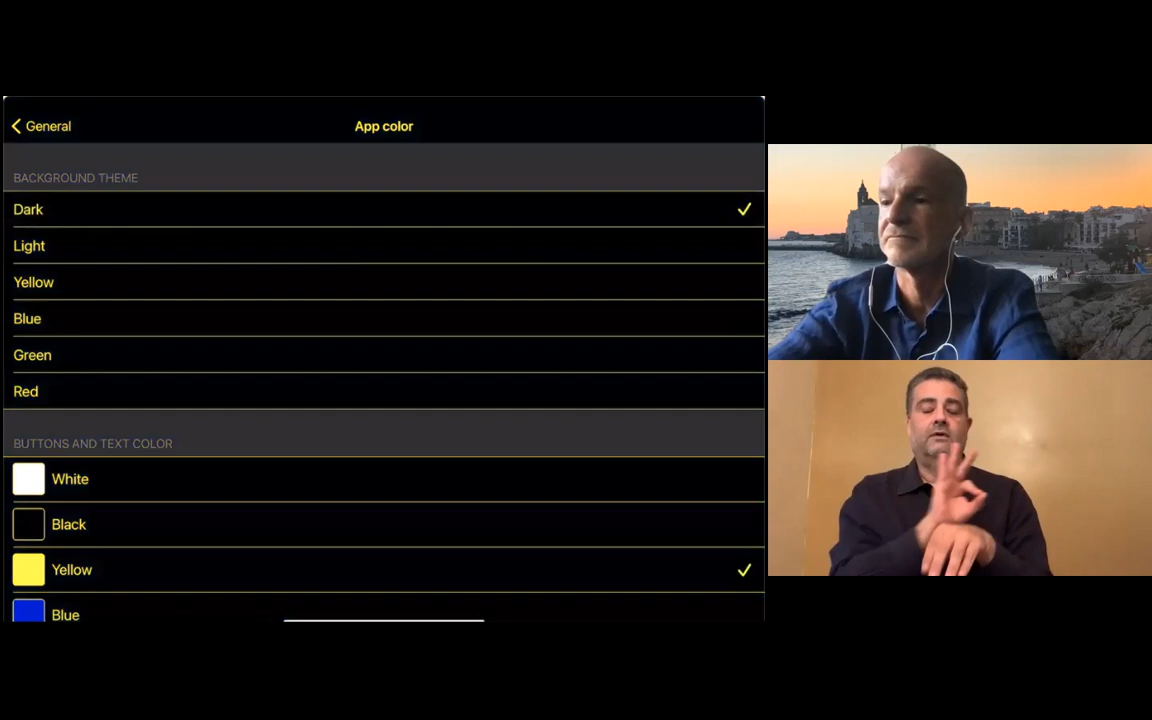 General
App color
BACKGROUND THEME
Dark
Light
Yellow
Blue
Green
Red
BUTTONS AND TEXT COLOR
White
Black
Yellow
Blue